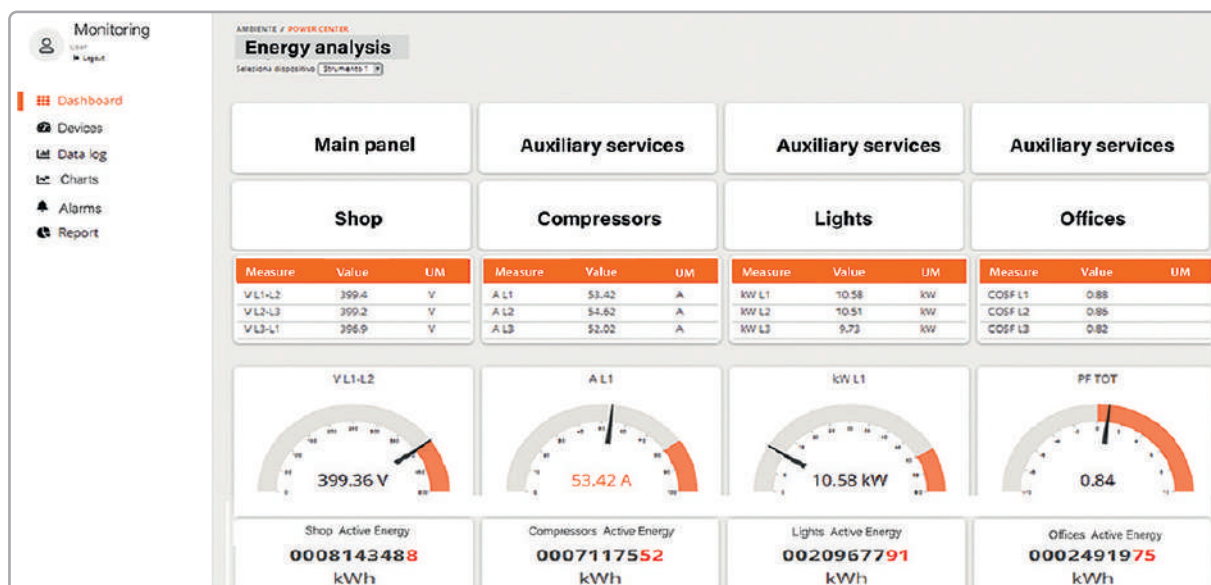 Monitoring
User
Logout
Dashboard
Devices
Data log
Charts
Alarms
Report
AMBIENTE / POWER CENTER
Energy analysis
Seleziona dispositivo Strumento 1
Main panel Auxiliary services Auxiliary services Auxiliary services
Shop Compressors Lights Offices
Measure Value UM Measure Value UM Measure Value UM Measure Value UM
V L1-L2 399.4 V A L1 53.42 A kW L1 10.58 kW COSF L1 0.88
V L2-L3 399.2 V A L2 54.62 A kW L2 10.51 kW COSF L2
V L3-L1 V A L3 52.02 A kW L3 9.73 kW COSF L3 0.82
V L1-L2 A L1 kW L1 PF TOT
399.36 V 53.42 A 10.58 kW 0.84
Shop Active Energy Compressors Active Energy Lights Active Energy Offices Active Energy
0008143488 0007117552 0020967791 0002491975
kWh kWh kWh kWh